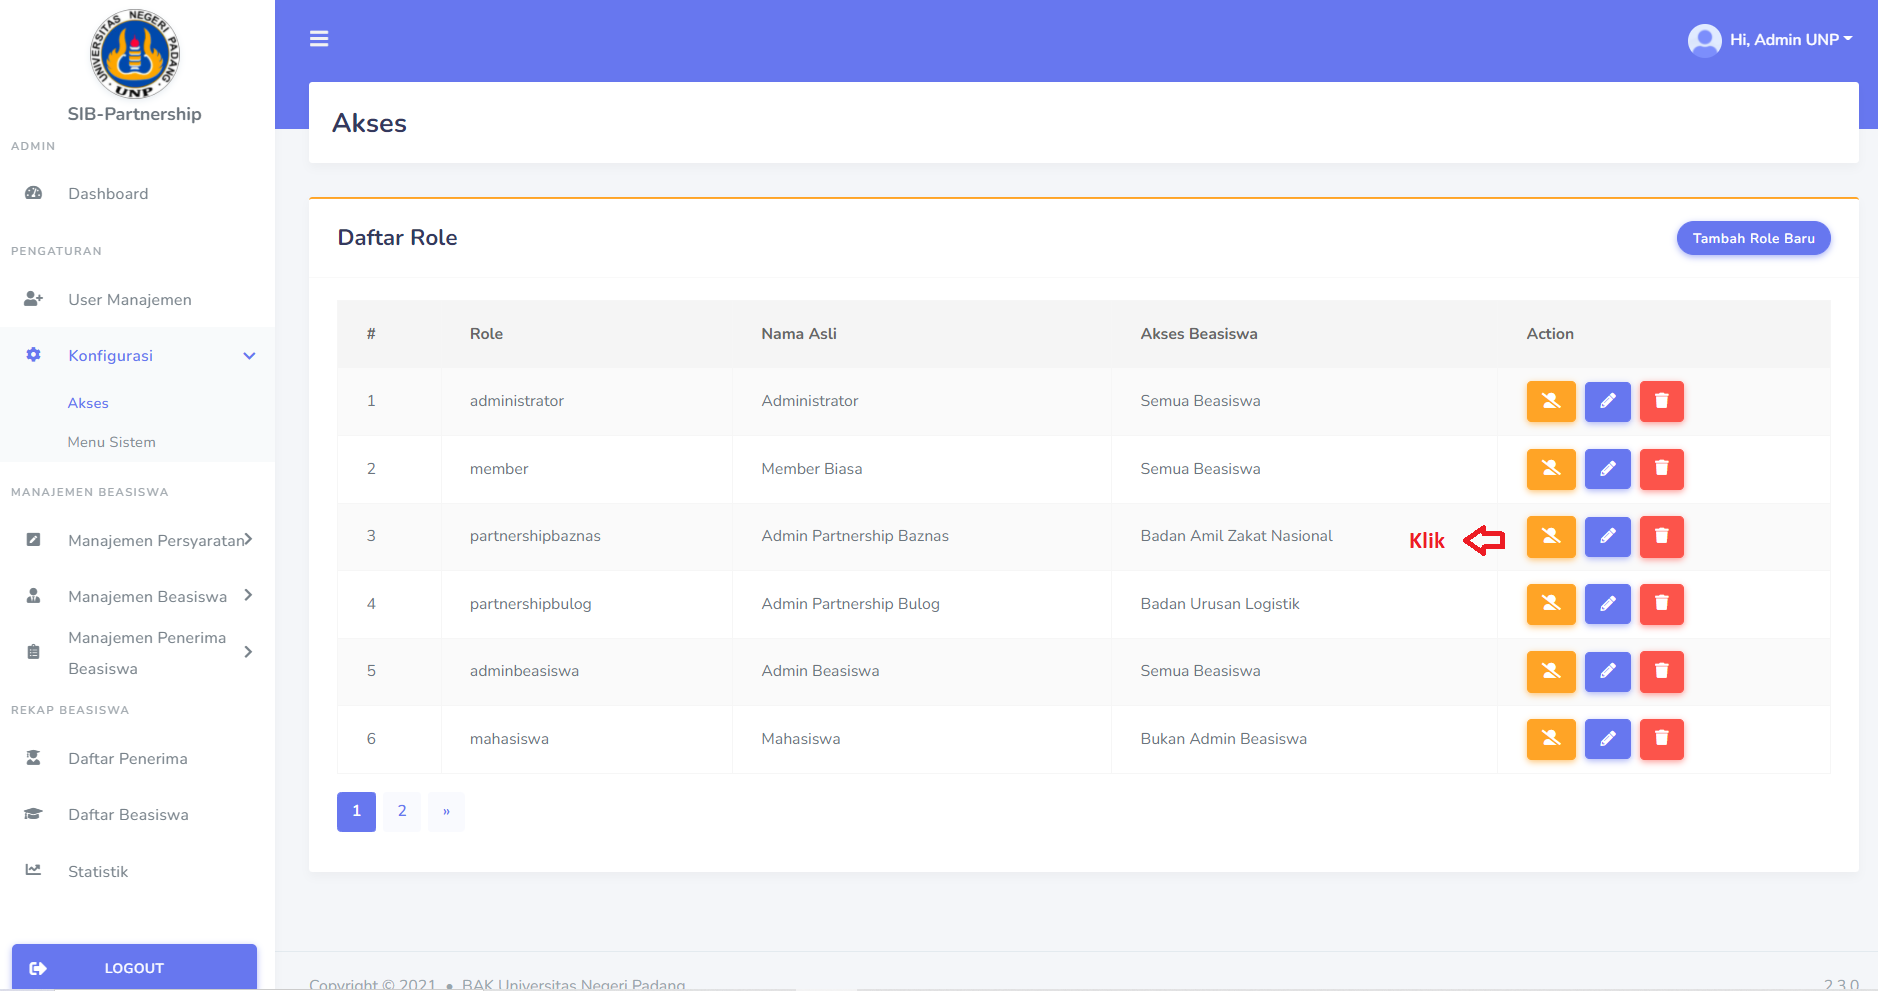 UNIVERSITAS NEGERI PADANG
UNP
SIB-Partnership
ADMIN
Dashboard
PENGATURAN
User Manajemen
Konfigurasi
Akses
Menu Sistem
MANAJEMEN BEASISWA
Manajemen Persyaratan
Manajemen Beasiswa
Manajemen Penerima
Beasiswa
REKAP BEASISWA
Daftar Penerima
Daftar Beasiswa
Statistik
LOGOUT
Hi, Admin UNP
Akses
Daftar Role
Tambah Role Baru
# Role Nama Asli Akses Beasiswa Action
1 administrator Administrator Semua Beasiswa
2 member Member Biasa Semua Beasiswa
3 partnershipbaznas Admin Partnership Baznas Badan Amil Zakat Nasional Klik
4 partnershipbulog Admin Partnership Bulog Badan Urusan Logistik
5 adminbeasiswa Admin Beasiswa Semua Beasiswa
6 mahasiswa Mahasiswa Bukan Admin Beasiswa
1 2 »
Copyright © 2021 • BAK Universitas Negeri Padang
2.3.0